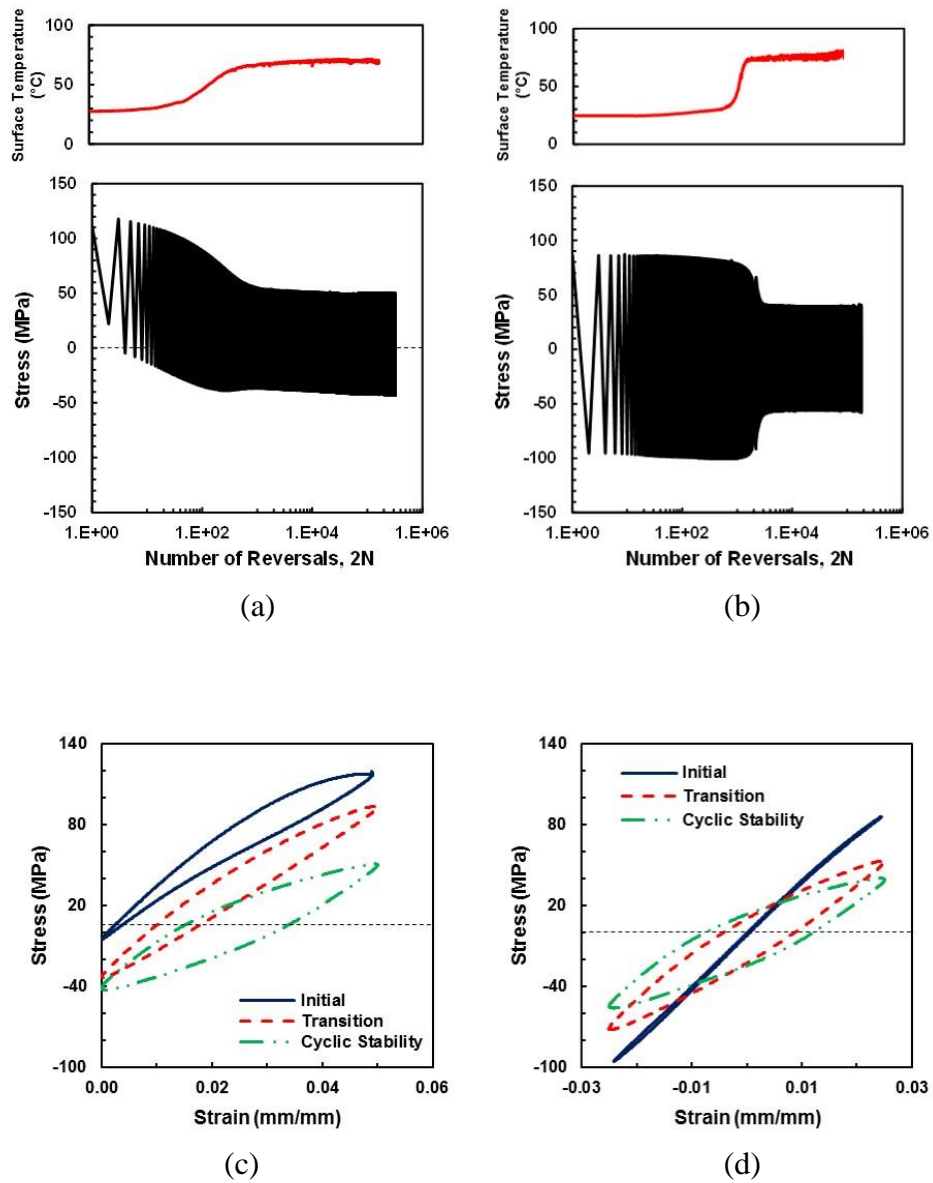 100
50
0
Surface Temperature
(°C)
150
100
50
0
-50
-100
-150
Stress (MPa)
1.E+00 1.E+02 1.E+04 1.E+06
Number of Reversals, 2N
(a)
100
50
0
Surface Temperature
(°C)
150
100
50
0
-50
-100
-150
Stress (MPa)
1.E+00 1.E+02 1.E+04 1.E+06
Number of Reversals, 2N
(b)
140
80
20
-40
-100
Stress (MPa)
Initial
Transition
Cyclic Stability
0.00 0.02 0.04 0.06
Strain (mm/mm)
(c)
140
80
20
-40
-100
Stress (MPa)
Initial
Transition
Cyclic Stability
-0.03 -0.01 0.01 0.03
Strain (mm/mm)
(d)